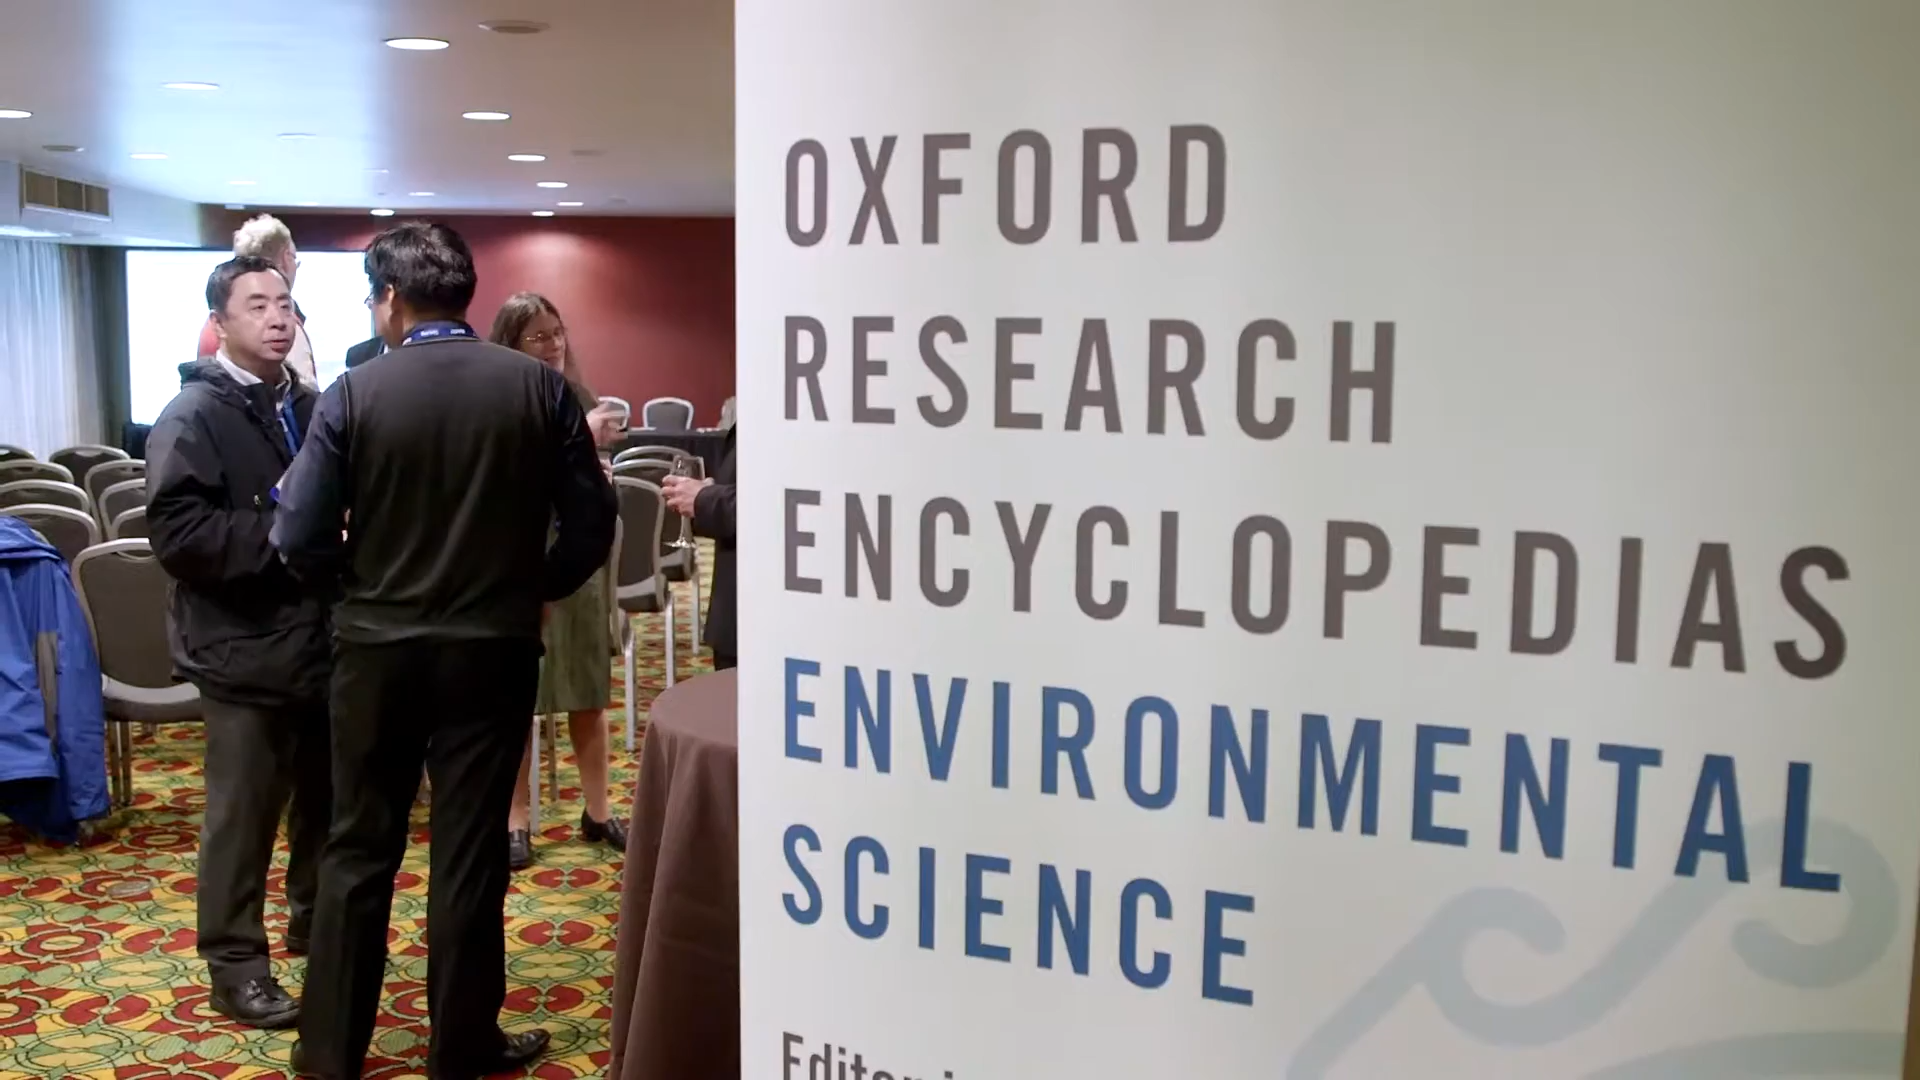 OXFORD
RESEARCH
ENCYCLOPEDIAS
ENVIRONMENTAL
SCIENCE